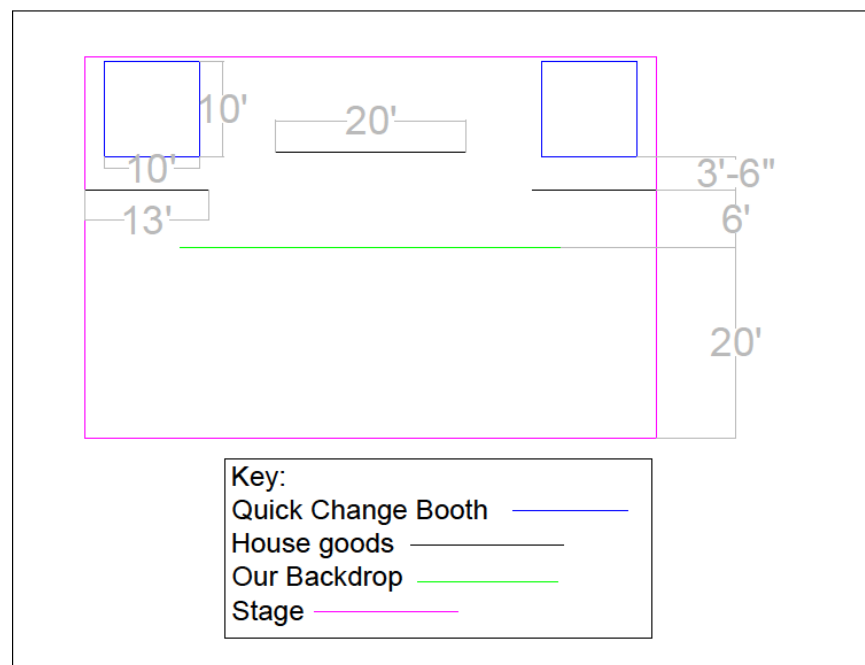 10'
20'
10'
3'-6"
13'
6'
20'
Key:
Quick Change Booth
House goods
Our Backdrop
Stage